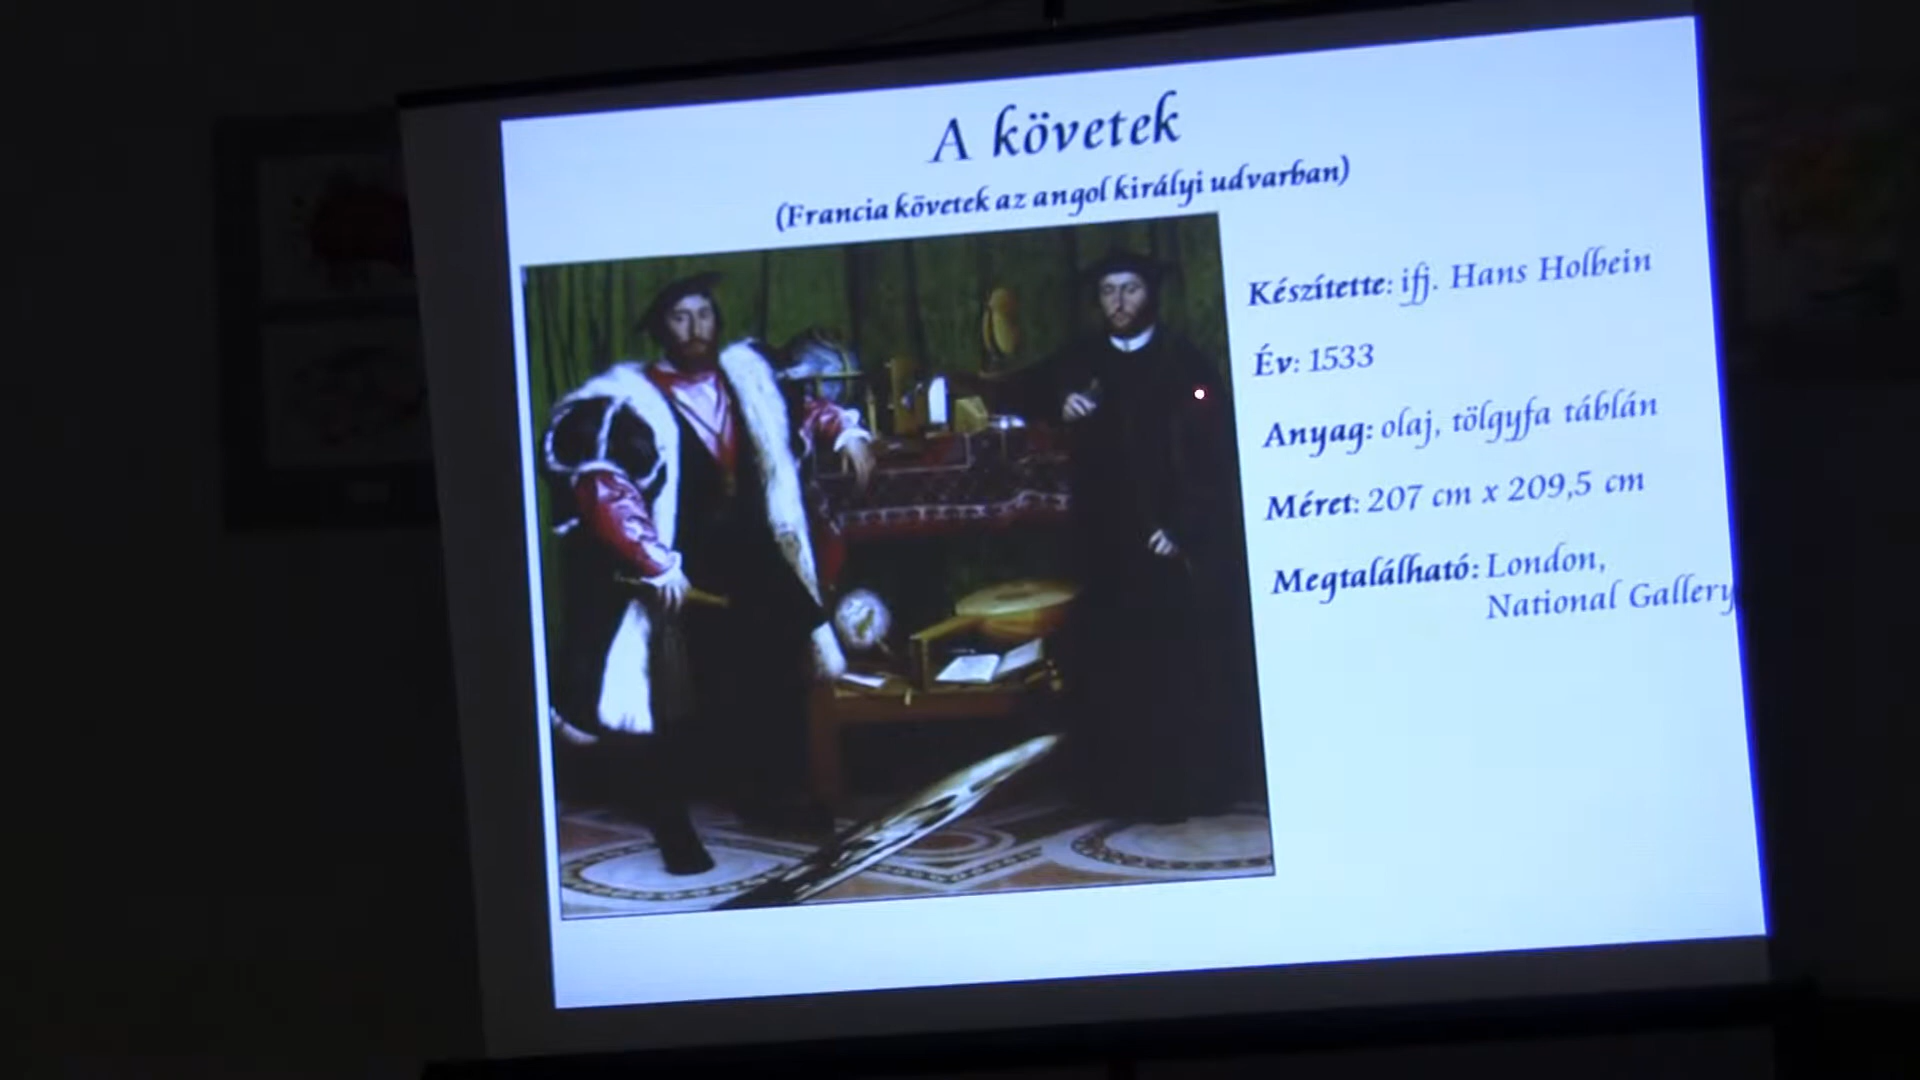 A követek
(Francia követek az angol királyi udvarban)
Készítette: ifj. Hans Holbein
Év: 1533
Anyag: olaj, tölgyfa táblán
Méret: 207 cm x 209,5 cm
Megtalálható: London,
National Gallery